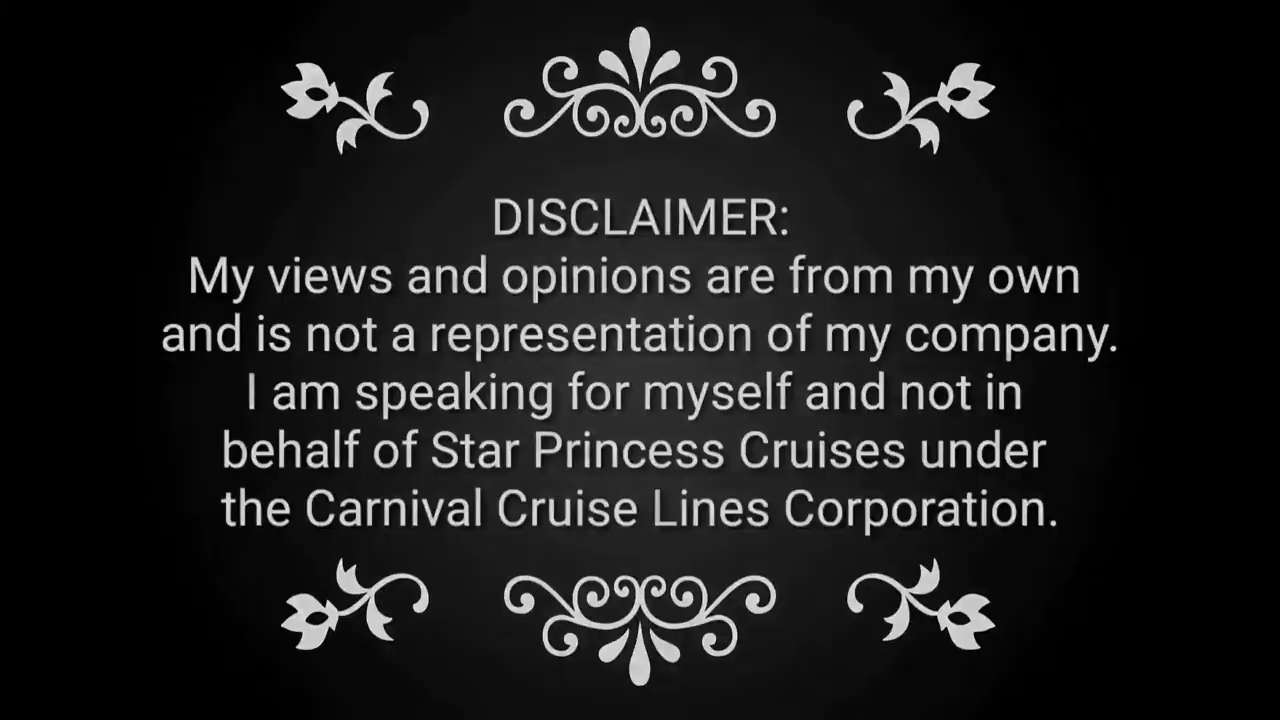 DISCLAIMER:
My views and opinions are from my own
and is not a representation of my company.
I am speaking for myself and not in
behalf of Star Princess Cruises under
the Carnival Cruise Lines Corporation.